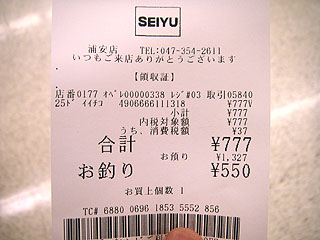 SEIYU
浦安店 TEL:047-354-2611
いつもご来店ありがとうございます
【領収証】
店番0177 オペレ00000338 レジ#03 取引05840
25ド イイチコ 4906666111318 ¥777V
小計 ¥777
内税対象額 ¥777
うち、消費税額 ¥37
合計 ¥777
お預り ¥1,327
お釣り ¥550
お買上個数 1
TC# 6880 0696 1853 5552 856